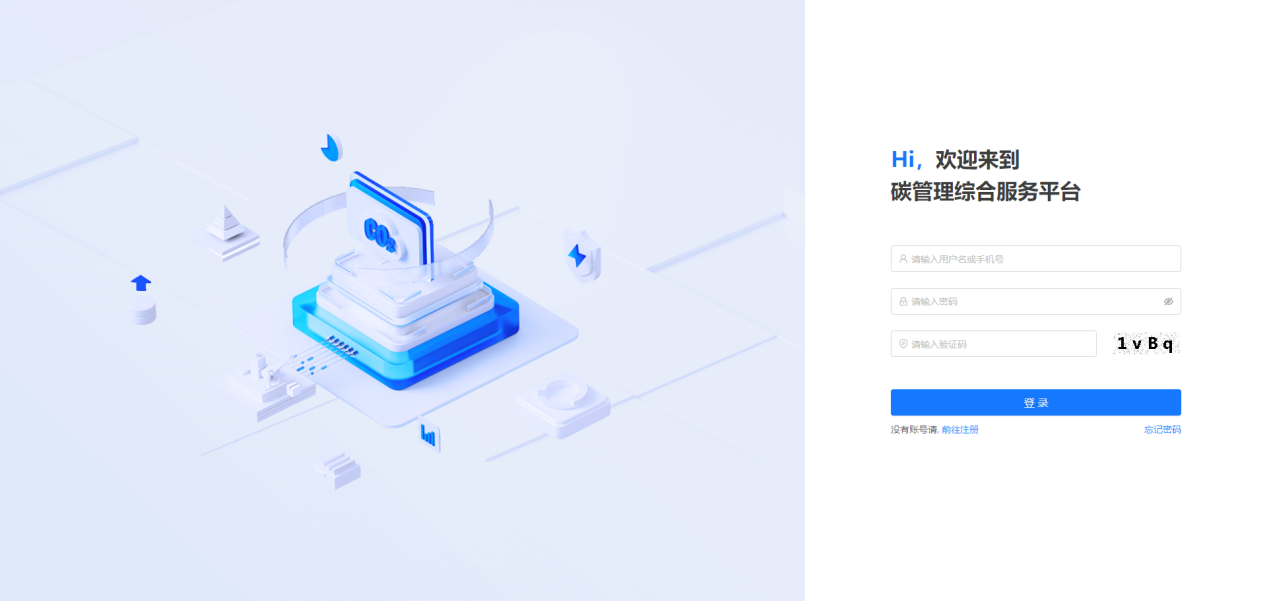 CO₂
Hi，欢迎来到
碳管理综合服务平台
请输入用户名或手机号
请输入密码
请输入验证码
1vBq
登 录
没有账号请, 前往注册
忘记密码